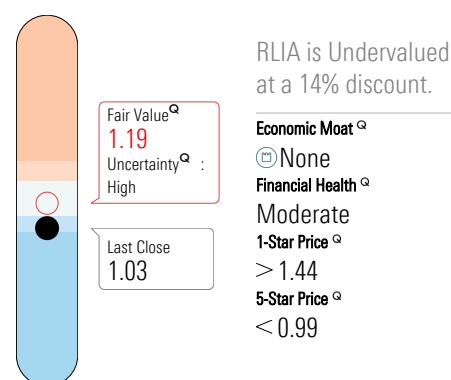 RLIA is Undervalued
at a 14% discount.
Fair Value Q
1.19
Uncertainty Q :
High
Last Close
1.03
Economic Moat Q
None
Financial Health Q
Moderate
1-Star Price Q
>1.44
5-Star Price Q
<0.99